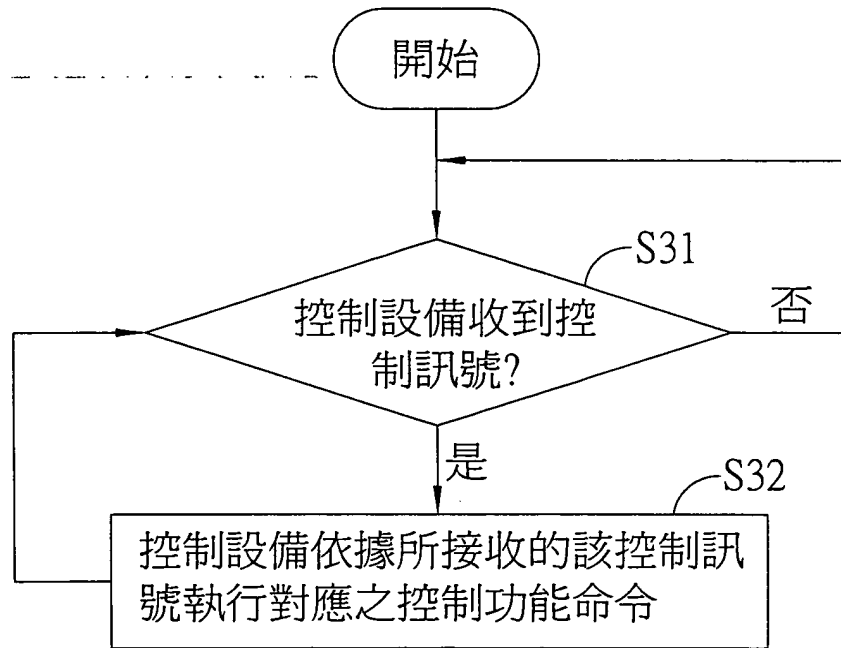 開始
S31
控制設備收到控
制訊號?
否
是
S32
控制設備依據所接收的該控制訊
號執行對應之控制功能命令